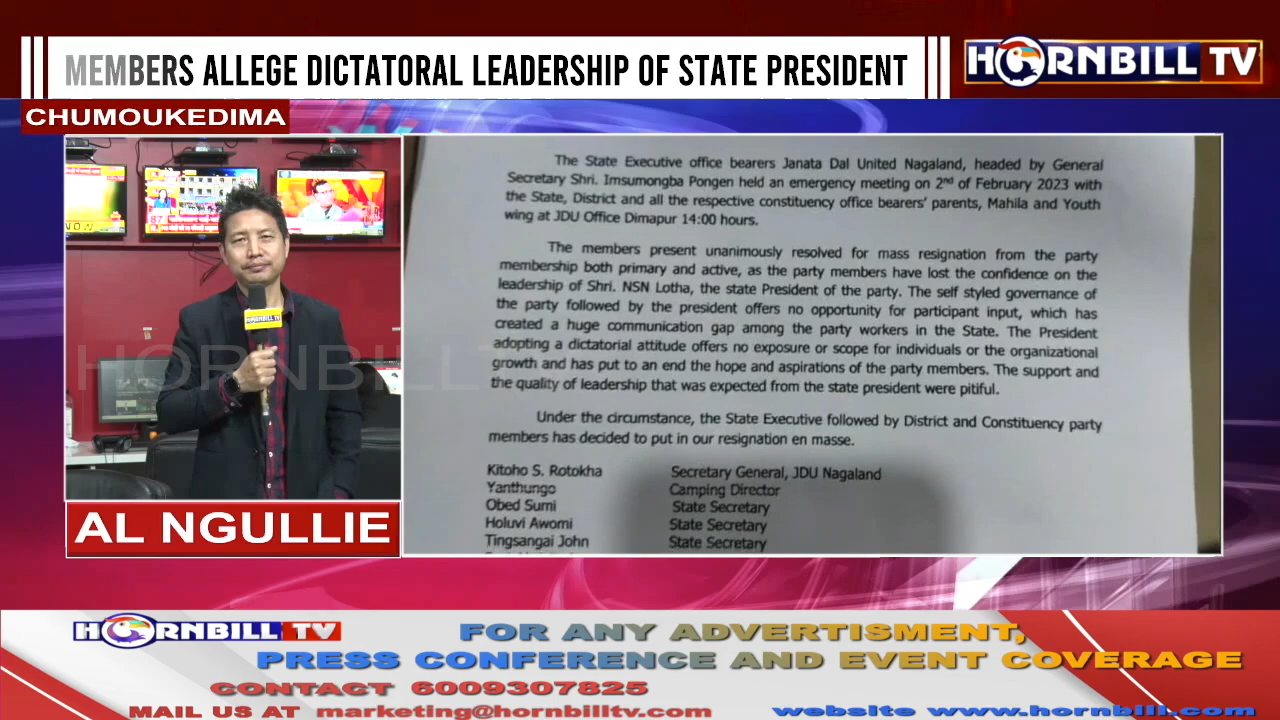 MEMBERS ALLEGE DICTATORAL LEADERSHIP OF STATE PRESIDENT
HORNBILL TV
CHUMOUKEDIMA
The State Executive office bearers Janata Dal United Nagaland, headed by General
Secretary Shri. Imsumongba Pongen held an emergency meeting on 2nd of February 2023 with
the State, District and all the respective constituency office bearers' parents, Mahila and Youth
wing at JDU Office Dimapur 14:00 hours.
The members present unanimously resolved for mass resignation from the party
membership both primary and active, as the party members have lost the confidence on the
leadership of Shri. NSN Lotha, the state President of the party. The self styled governance of
the party followed by the president offers no opportunity for participant input, which has
created a huge communication gap among the party workers in the State. The President
adopting a dictatorial attitude offers no exposure or scope for individuals or the organizational
growth and has put to an end the hope and aspirations of the party members. The support and
the quality of leadership that was expected from the state president were pitiful.
Under the circumstance, the State Executive followed by District and Constituency party
members has decided to put in our resignation en masse.
Kitoho S. Rotokha Secretary General, JDU Nagaland
Yanthungo Camping Director
Obed Sumi State Secretary
Holuvi Awomi State Secretary
Tingsangai John State Secretary
HORNBILL TV
HORNBILL T
AL NGULLIE
HORNBILL TV
FOR ANY ADVERTISMENT,
PRESS CONFERENCE AND EVENT COVERAGE
CONTACT 6009307825
MAIL US AT marketing@hornbilltv.com website www.hornbill.com